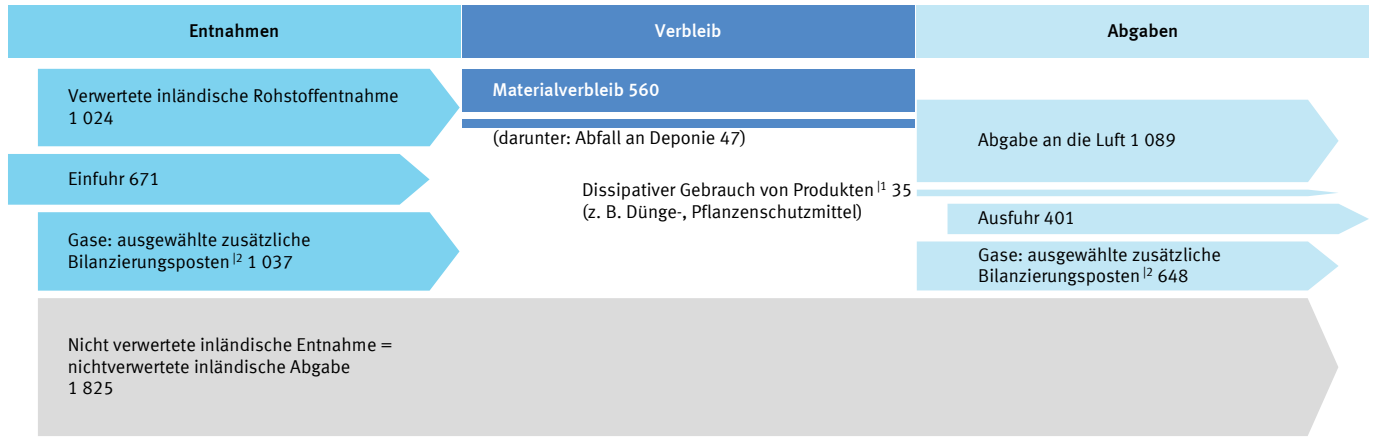 Entnahmen
Verbleib
Abgaben
Verwertete inländische Rohstoffentnahme
1 024
Einfuhr 671
Gase: ausgewählte zusätzliche
Bilanzierungsposten |2 1 037
Materialverbleib 560
(darunter: Abfall an Deponie 47)
Dissipativer Gebrauch von Produkten |1 35
(z. B. Dünge-, Pflanzenschutzmittel)
Abgabe an die Luft 1 089
Ausfuhr 401
Gase: ausgewählte zusätzliche
Bilanzierungsposten |2 648
Nicht verwertete inländische Entnahme =
nichtverwertete inländische Abgabe
1 825